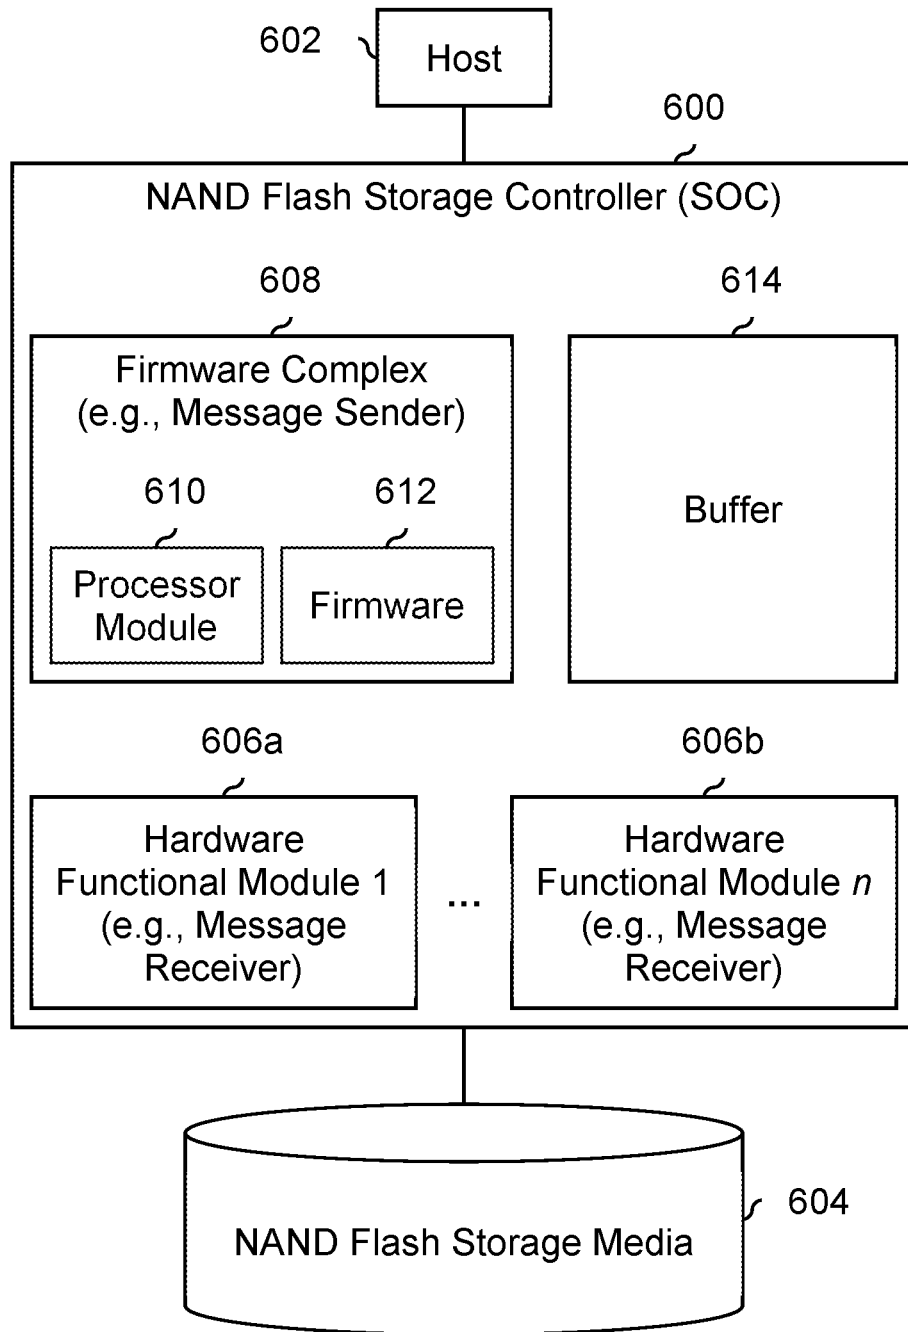 602
Host
600
NAND Flash Storage Controller (SOC)
608
614
Firmware Complex
(e.g., Message Sender)
610
612
Processor
Module
Firmware
Buffer
606a
606b
Hardware
Functional Module 1
(e.g., Message
Receiver)
...
Hardware
Functional Module n
(e.g., Message
Receiver)
604
NAND Flash Storage Media